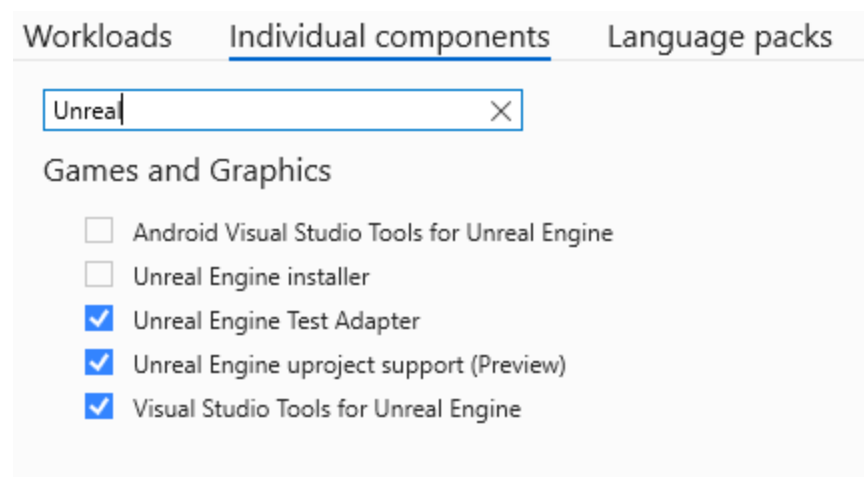 Workloads Individual components Language packs
Unreal
Games and Graphics
Android Visual Studio Tools for Unreal Engine
Unreal Engine installer
Unreal Engine Test Adapter
Unreal Engine uproject support (Preview)
Visual Studio Tools for Unreal Engine